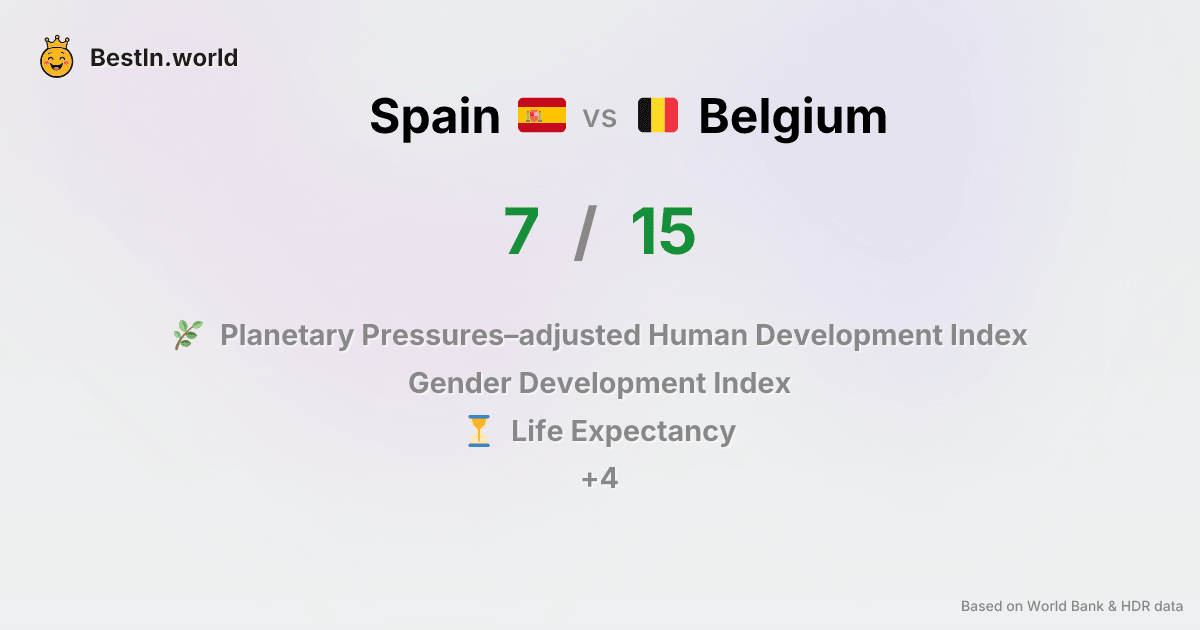 BestIn.world
Spain vs Belgium
7 / 15
Planetary Pressures–adjusted Human Development Index
Gender Development Index
Life Expectancy
+4
Based on World Bank & HDR data